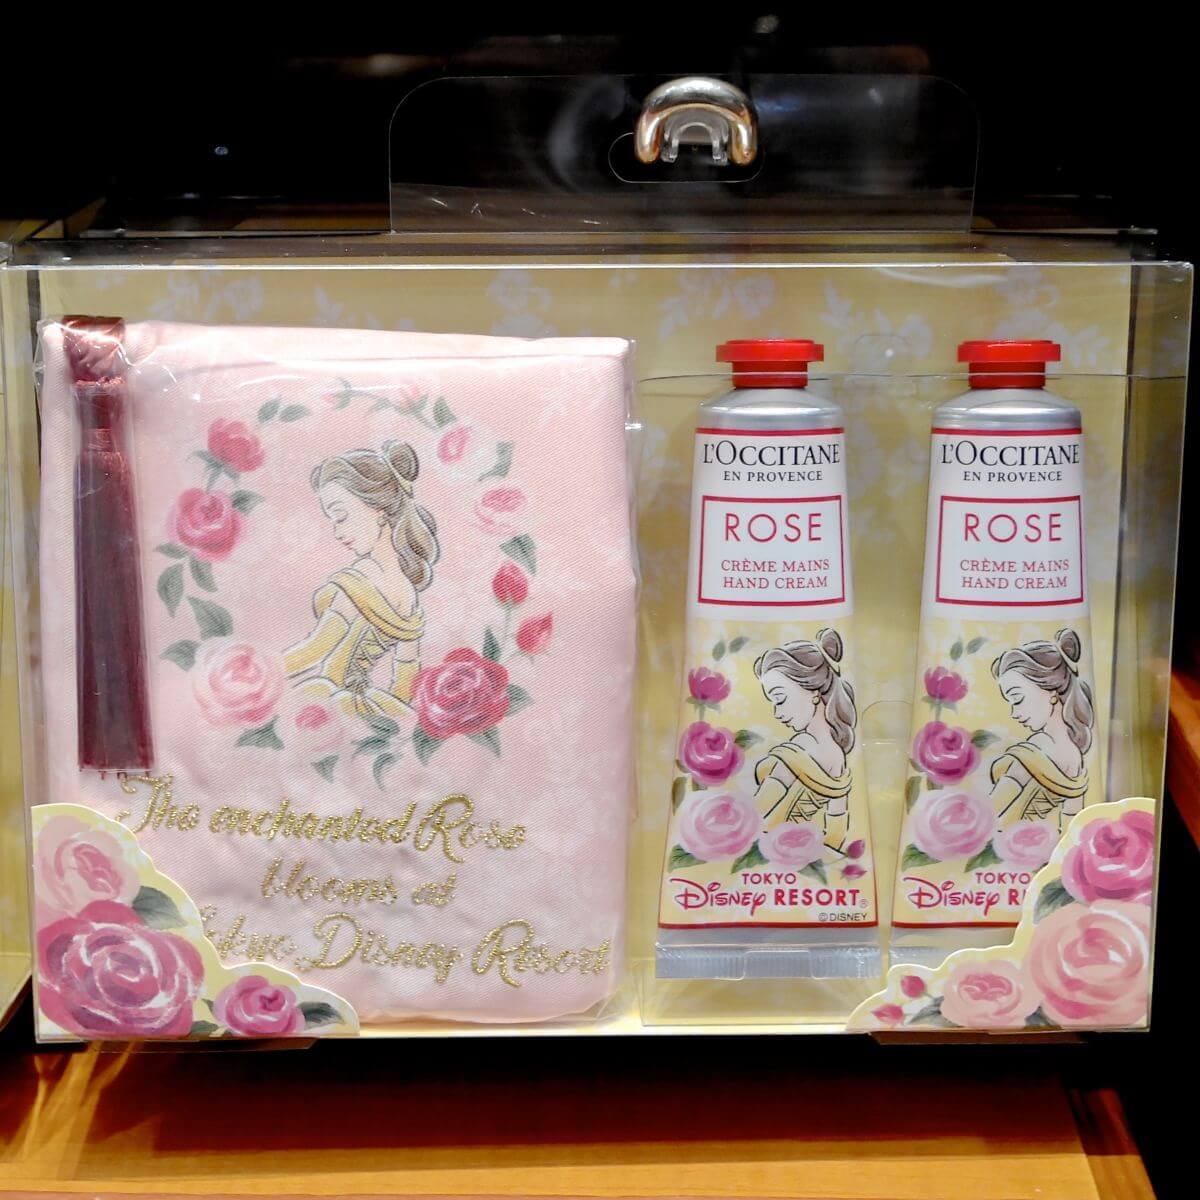 The enchanted Rose
blooms at
Tokyo Disney Resort
L'OCCITANE
EN PROVENCE
ROSE
CRÈME MAINS
HAND CREAM
TOKYO
Disney RESORT®
©DISNEY
L'OCCITANE
EN PROVENCE
ROSE
CRÈME MAINS
HAND CREAM
TOKYO
Disney R